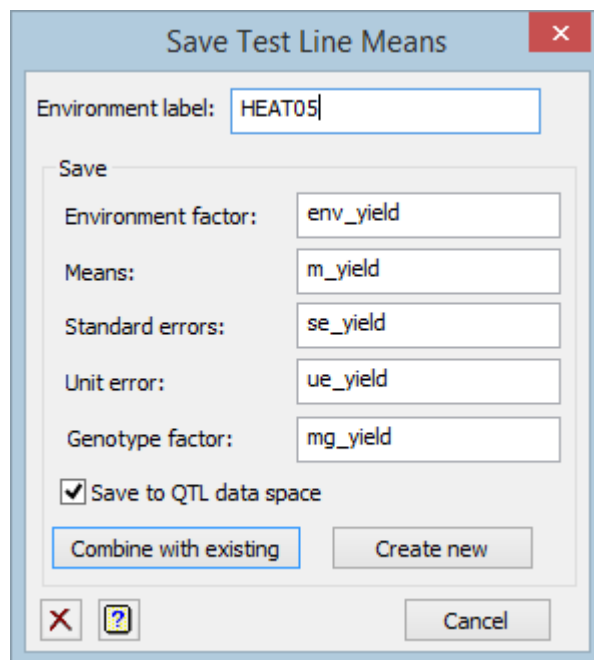 Save Test Line Means
Environment label: HEAT05
Save
Environment factor: env_yield
Means: m_yield
Standard errors: se_yield
Unit error: ue_yield
Genotype factor: mg_yield
Save to QTL data space
Combine with existing Create new
Cancel